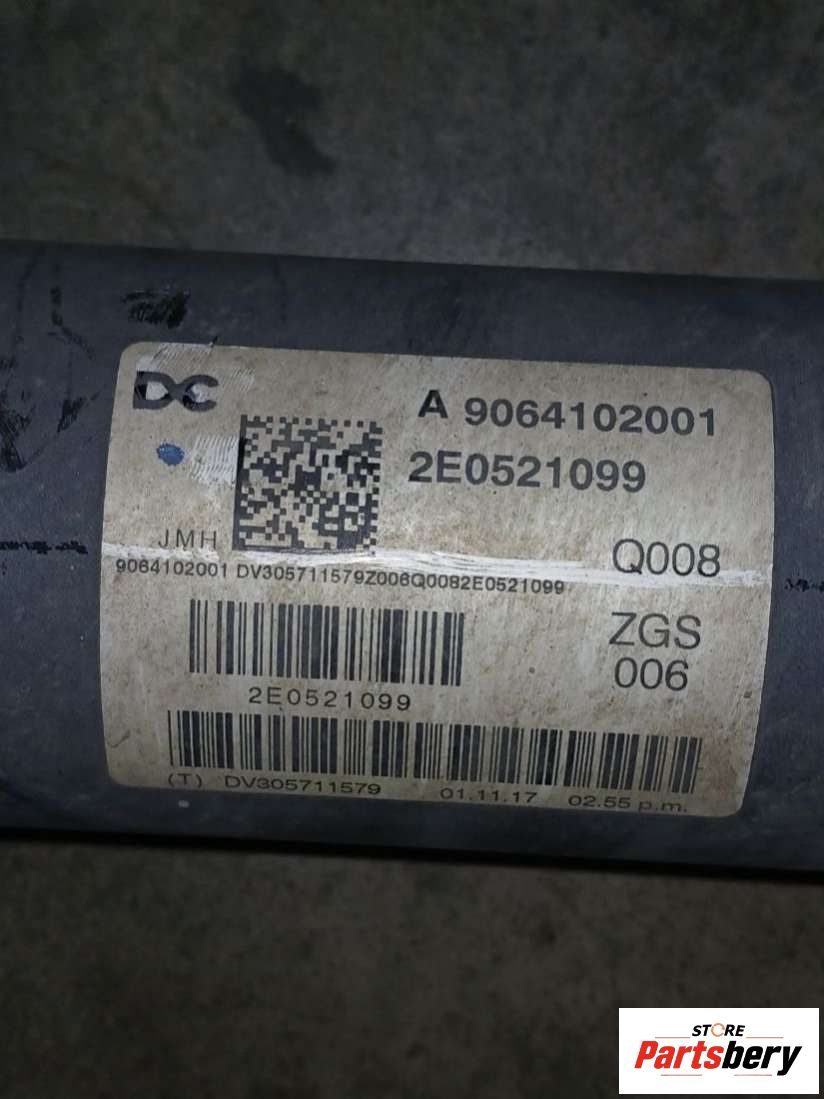 DC
A 9064102001
2E0521099
JMH
Q008
9064102001 DV305711579Z006Q0082E0521099
ZGS
006
2E0521099
(T) DV305711579 01.11.17 02.55 p.m.
STORE
Partsbery